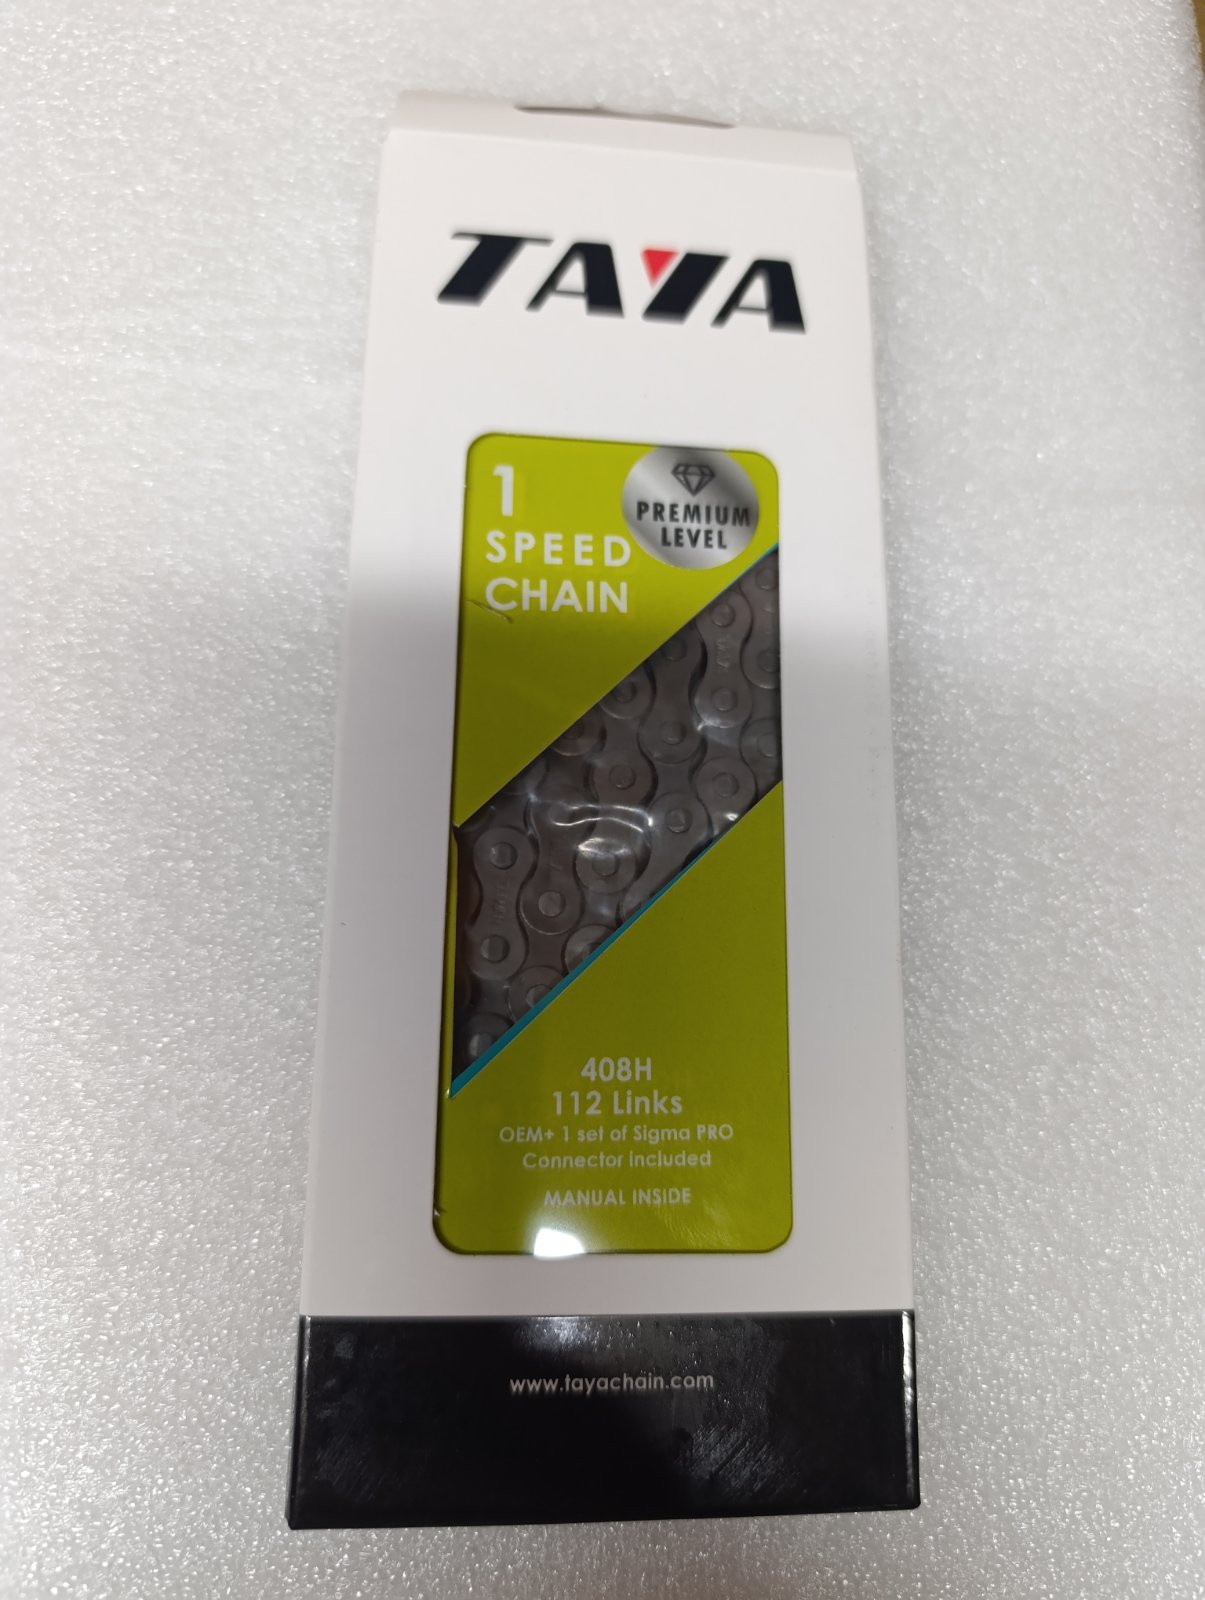 TAYA
1
SPEED
CHAIN
PREMIUM
LEVEL
408H
112 Links
OEM+ 1 set of Sigma PRO
Connector included
MANUAL INSIDE
www.tayachain.com